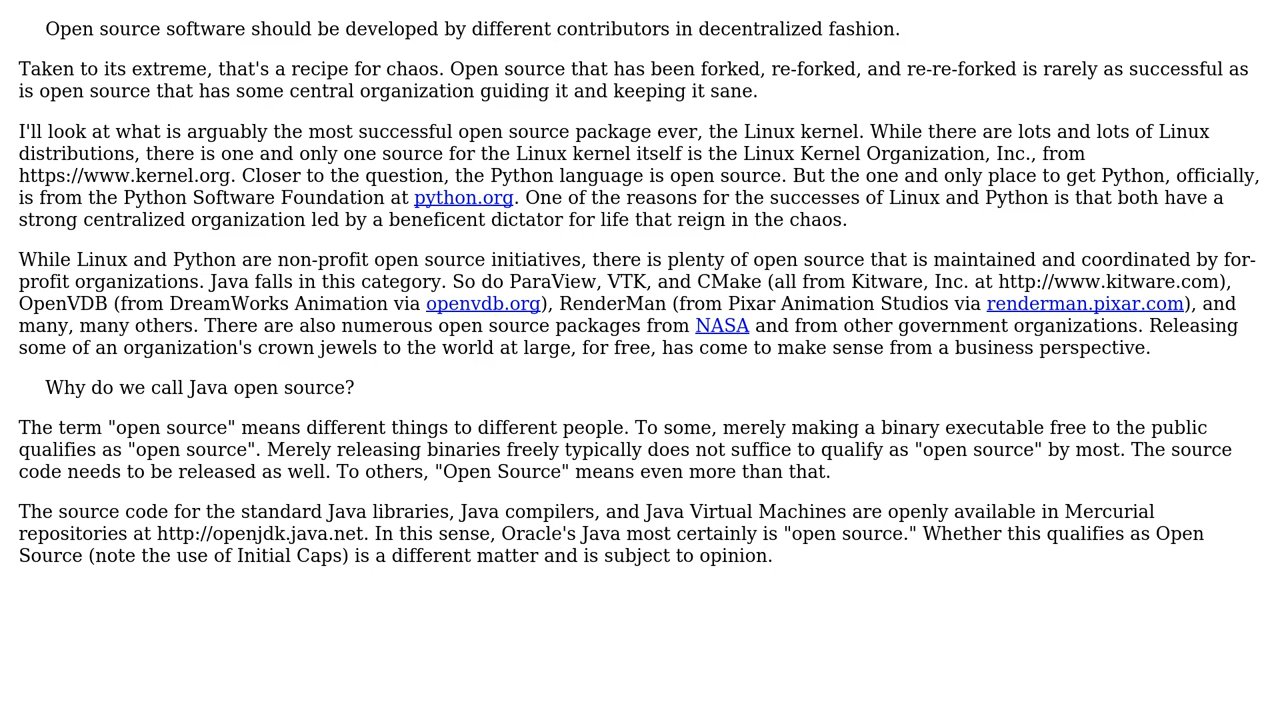 Open source software should be developed by different contributors in decentralized fashion.
Taken to its extreme, that's a recipe for chaos. Open source that has been forked, re-forked, and re-re-forked is rarely as successful as
is open source that has some central organization guiding it and keeping it sane.
I'll look at what is arguably the most successful open source package ever, the Linux kernel. While there are lots and lots of Linux
distributions, there is one and only one source for the Linux kernel itself is the Linux Kernel Organization, Inc., from
https://www.kernel.org. Closer to the question, the Python language is open source. But the one and only place to get Python, officially,
is from the Python Software Foundation at python.org. One of the reasons for the successes of Linux and Python is that both have a
strong centralized organization led by a beneficent dictator for life that reign in the chaos.
While Linux and Python are non-profit open source initiatives, there is plenty of open source that is maintained and coordinated by for-
profit organizations. Java falls in this category. So do ParaView, VTK, and CMake (all from Kitware, Inc. at http://www.kitware.com),
OpenVDB (from DreamWorks Animation via openvdb.org), RenderMan (from Pixar Animation Studios via renderman.pixar.com), and
many, many others. There are also numerous open source packages from NASA and from other government organizations. Releasing
some of an organization's crown jewels to the world at large, for free, has come to make sense from a business perspective.
Why do we call Java open source?
The term "open source" means different things to different people. To some, merely making a binary executable free to the public
qualifies as "open source". Merely releasing binaries freely typically does not suffice to qualify as "open source" by most. The source
code needs to be released as well. To others, "Open Source" means even more than that.
The source code for the standard Java libraries, Java compilers, and Java Virtual Machines are openly available in Mercurial
repositories at http://openjdk.java.net. In this sense, Oracle's Java most certainly is "open source." Whether this qualifies as Open
Source (note the use of Initial Caps) is a different matter and is subject to opinion.